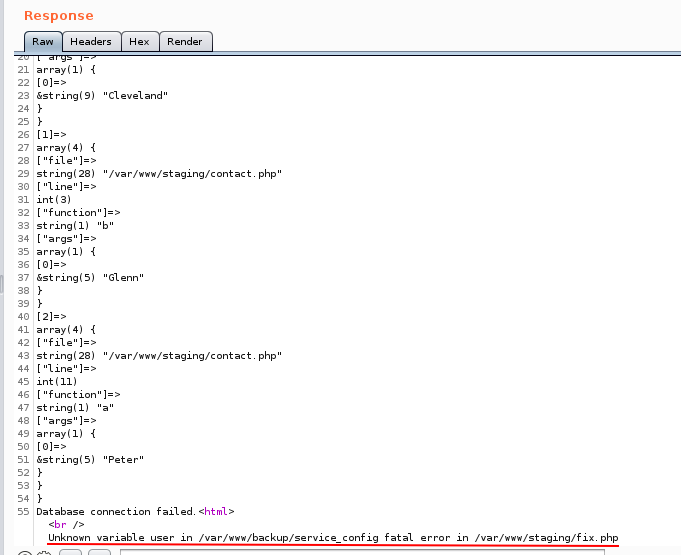 Response
Raw Headers Hex Render
20 ["args"]=>
21 array(1) {
22 [0]=>
23 &string(9) "Cleveland"
24 }
25 }
26 [1]=>
27 array(4) {
28 ["file"]=>
29 string(28) "/var/www/staging/contact.php"
30 ["line"]=>
31 int(3)
32 ["function"]=>
33 string(1) "b"
34 ["args"]=>
35 array(1) {
36 [0]=>
37 &string(5) "Glenn"
38 }
39 }
40 [2]=>
41 array(4) {
42 ["file"]=>
43 string(28) "/var/www/staging/contact.php"
44 ["line"]=>
45 int(11)
46 ["function"]=>
47 string(1) "a"
48 ["args"]=>
49 array(1) {
50 [0]=>
51 &string(5) "Peter"
52 }
53 }
54 }
55 Database connection failed.<html>
<br />
Unknown variable user in /var/www/backup/service_config fatal error in /var/www/staging/fix.php